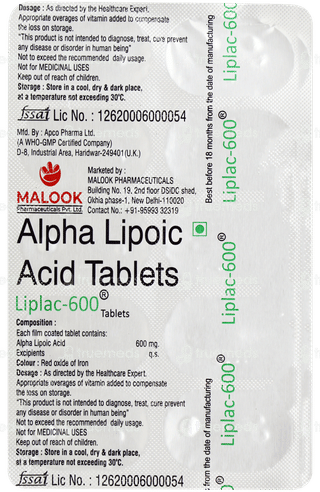 Dosage : As directed by the Healthcare Expert.
Appropriate overages of vitamin added to compensate
the loss on storage.
"This product is not intended to diagnose, treat, cure prevent
any disease or disorder in human being"
Not to exceed the recommended daily usage.
Not for MEDICINAL USES
Keep out of reach of children.
Storage : Store in a cool, dry & dark place,
at a temperature not exceeding 30°C.
fssai Lic No. : 12620006000054
Mfd. By : Apco Pharma Ltd.
(A WHO-GMP Certified Company)
D-8, Industrial Area, Haridwar-249401(U.K.)
Marketed by :
MALOOK PHARMACEUTICALS
Building No. 19, 2nd floor DSIDC shed,
Okhla phase-1, New Delhi-110020
Contact No.: +91-95993 32319
MALOOK
Pharmaceuticals Pvt. Ltd.
Alpha Lipoic
Acid Tablets
Liplac-600®
Tablets
Composition :
Each film coated tablet contains:
Alpha Lipoic Acid 600 mg.
Excipients q.s.
Colour : Red oxide of Iron
Dosage : As directed by the Healthcare Expert.
Appropriate overages of vitamin added to compensate
the loss on storage.
"This product is not intended to diagnose, treat, cure prevent
any disease or disorder in human being"
Not to exceed the recommended daily usage.
Not for MEDICINAL USES
Keep out of reach of children.
Storage : Store in a cool, dry & dark place,
at a temperature not exceeding 30°C.
fssai Lic No. : 12620006000054
Best before 18 months from the date of manufacturing
s from the date of manufacturing
Liplac-600
Liplac-600®
Liplac-600®
Liplac-600®
®